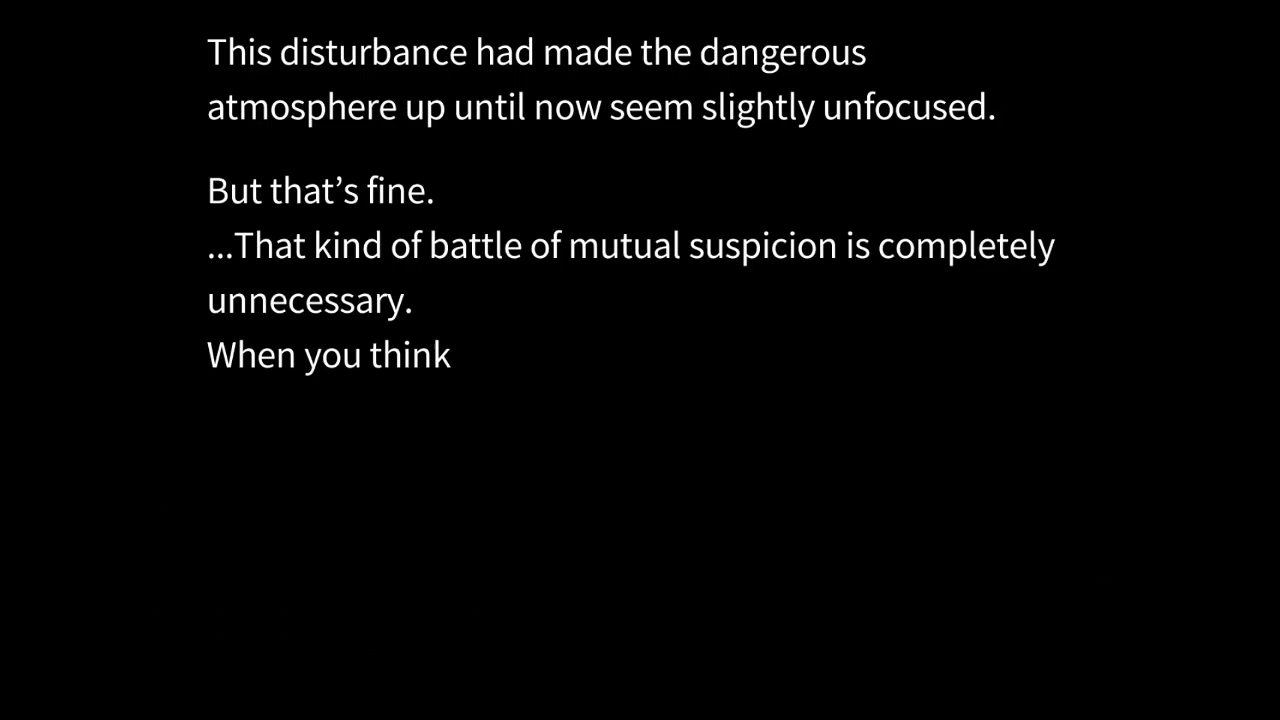 This disturbance had made the dangerous
atmosphere up until now seem slightly unfocused.
But that’s fine.
...That kind of battle of mutual suspicion is completely
unnecessary.
When you think